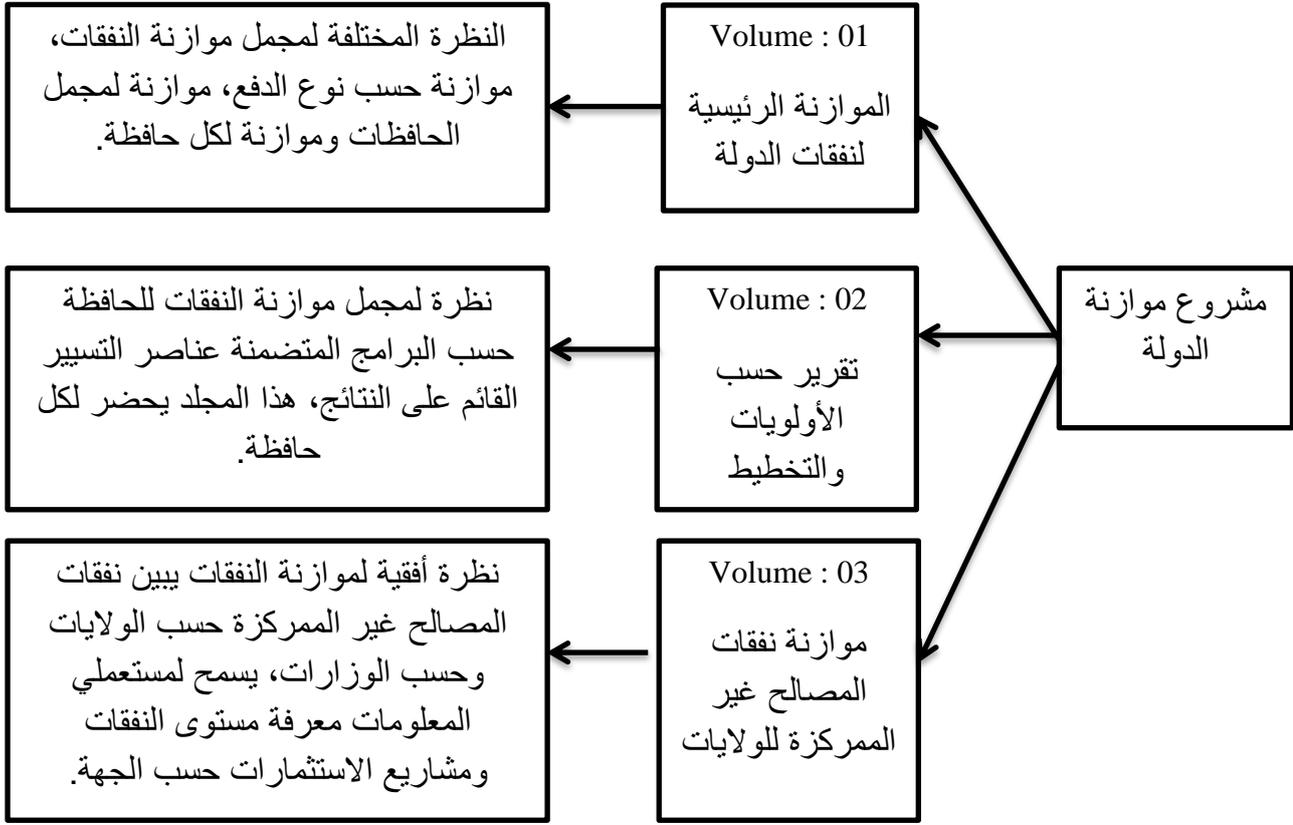 مشروع موازنة
الدولة
Volume : 01
الموازنة الرئيسية
لنفقات الدولة
النظرة المختلفة لمجمل موازنة النفقات،
موازنة حسب نوع الدفع، موازنة لمجمل
الحافظات وموازنة لكل حافظة.
Volume : 02
تقرير حسب
الأولويات
والتخطيط
نظرة لمجمل موازنة النفقات للحافظة
حسب البرامج المتضمنة عناصر التسيير
القائم على النتائج، هذا المجلد يحضر لكل
حافظة.
Volume : 03
موازنة نفقات
المصالح غير
الممركزة للولايات
نظرة أفقية لموازنة النفقات يبين نفقات
المصالح غير الممركزة حسب الولايات
وحسب الوزارات، يسمح لمستعملي
المعلومات معرفة مستوى النفقات
ومشاريع الاستثمارات حسب الجهة.